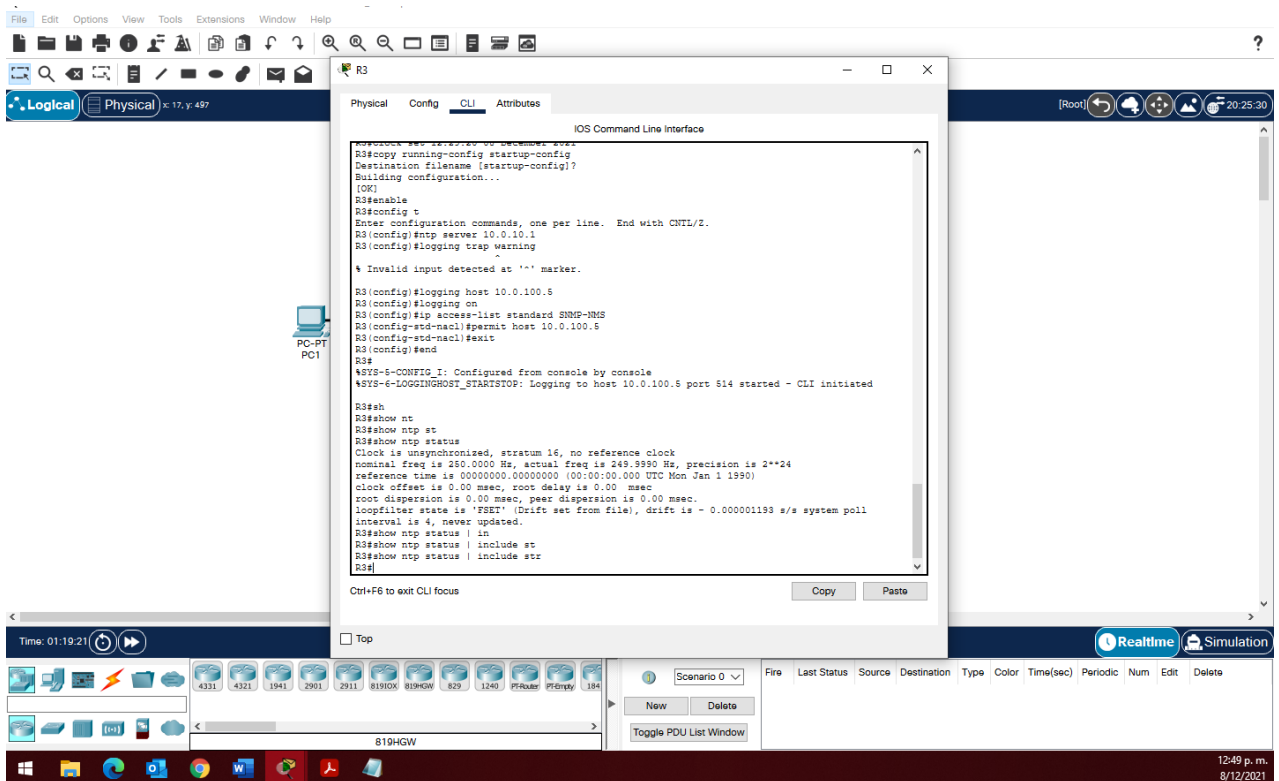 File Edit Options View Tools Extensions Window Help
?
R3
Logical Physical x: 17, y: 497
[Root] 20:25:30
Physical Config CLI Attributes
IOS Command Line Interface
R3#clock set 12:29:20 08 December 2021
R3#copy running-config startup-config
Destination filename [startup-config]?
Building configuration...
[OK]
R3#enable
R3#config t
Enter configuration commands, one per line. End with CNTL/Z.
R3(config)#ntp server 10.0.10.1
R3(config)#logging trap warning
^
% Invalid input detected at '^' marker.
R3(config)#logging host 10.0.100.5
R3(config)#logging on
R3(config)#ip access-list standard SNMP-NMS
R3(config-std-nacl)#permit host 10.0.100.5
R3(config-std-nacl)#exit
R3(config)#end
R3#
%SYS-5-CONFIG_I: Configured from console by console
%SYS-6-LOGGINGHOST_STARTSTOP: Logging to host 10.0.100.5 port 514 started - CLI initiated
R3#sh
R3#show nt
R3#show ntp st
R3#show ntp status
Clock is unsynchronized, stratum 16, no reference clock
nominal freq is 250.0000 Hz, actual freq is 249.9990 Hz, precision is 2**24
reference time is 00000000.00000000 (00:00:00.000 UTC Mon Jan 1 1990)
clock offset is 0.00 msec, root delay is 0.00 msec
root dispersion is 0.00 msec, peer dispersion is 0.00 msec.
loopfilter state is 'FSET' (Drift set from file), drift is - 0.000001193 s/s system poll
interval is 4, never updated.
R3#show ntp status | in
R3#show ntp status | include st
R3#show ntp status | include str
R3#
PC-PT
PC1
Ctrl+F6 to exit CLI focus Copy Paste
Top
Time: 01:19:21 Realtime Simulation
4331 4321 1941 2901 2911 819IOX 819HGW 829 1240 PT-Router PT-Empty 184
819HGW
Scenario 0
New Delete
Toggle PDU List Window
Fire Last Status Source Destination Type Color Time(sec) Periodic Num Edit Delete
12:49 p. m.
8/12/2021